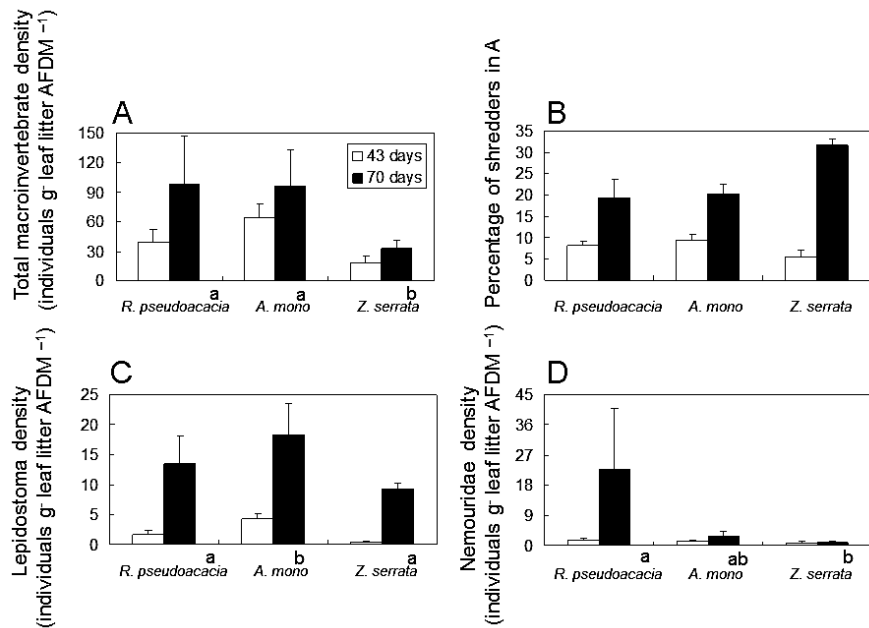 Total macroinvertebrate density
(individuals g⁻ leaf litter AFDM ⁻¹)
A
150
120
90
60
30
0
43 days
70 days
a
a
b
R. pseudoacacia
A. mono
Z. serrata
Percentage of shredders in A
B
35
30
25
20
15
10
5
0
R. pseudoacacia
A. mono
Z. serrata
Lepidostoma density
(individuals g⁻ leaf litter AFDM ⁻¹)
C
25
20
15
10
5
0
a
b
a
R. pseudoacacia
A. mono
Z. serrata
Nemouridae density
(individuals g⁻ leaf litter AFDM ⁻¹)
D
45
36
27
18
9
0
a
ab
b
R. pseudoacacia
A. mono
Z. serrata